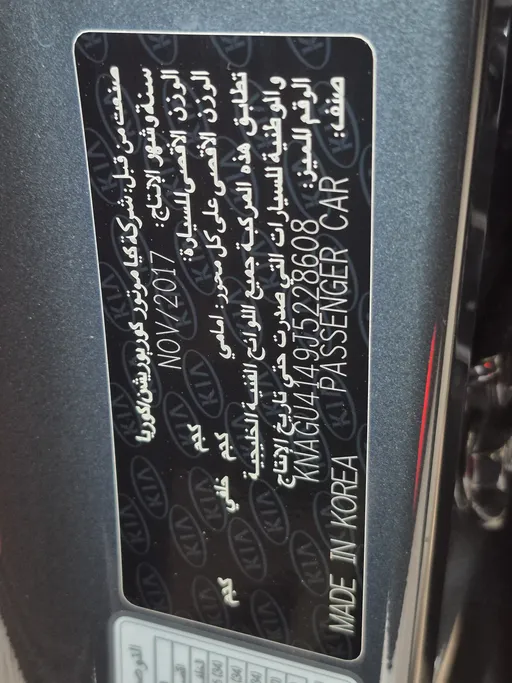 صنعت من قبل: شركة كيا موتورز كوربوريشن/كوريا
سنة وشهر الإنتاج: NOV/2017
الوزن الأقصى للسيارة: كجم
الوزن الأقصى على كل محور: امامي كجم خلفي كجم
تطابق هذه المركبة جميع اللوائح الفنية الخليجية
والوطنية للسيارات التي صدرت حتى تاريخ الإنتاج
الرقم المميز: KNAGU4149J5228608
صنف: PASSENGER CAR
MADE IN KOREA